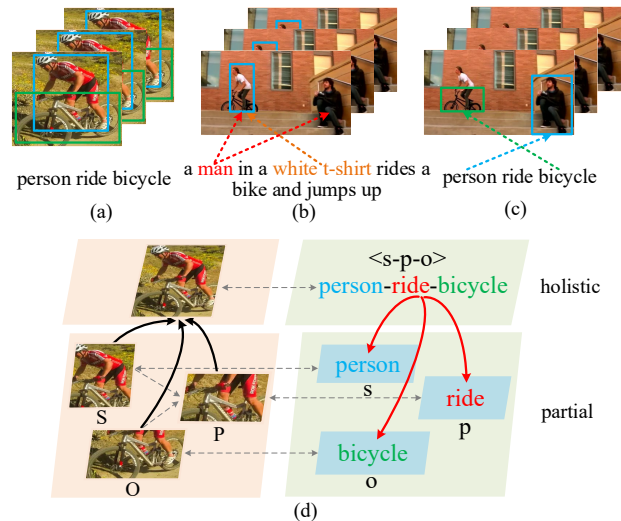 person ride bicycle
(a)
a man in a white t-shirt rides a
bike and jumps up
(b)
person ride bicycle
(c)
<s-p-o>
person-ride-bicycle
holistic
person
s
ride
p
bicycle
o
partial
S
P
O
(d)